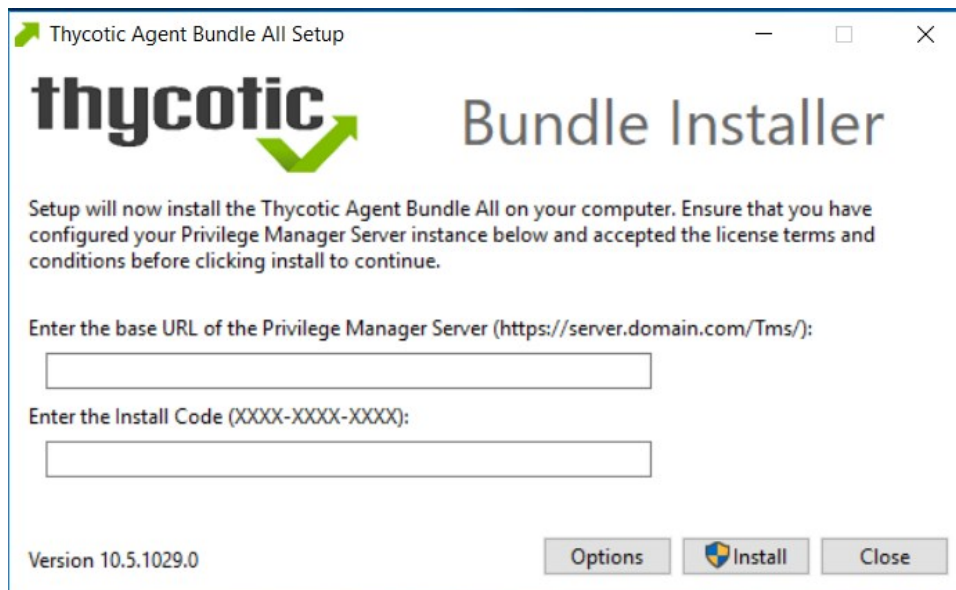 Thycotic Agent Bundle All Setup
thycotic
Bundle Installer
Setup will now install the Thycotic Agent Bundle All on your computer. Ensure that you have
configured your Privilege Manager Server instance below and accepted the license terms and
conditions before clicking install to continue.
Enter the base URL of the Privilege Manager Server (https://server.domain.com/Tms/):
Enter the Install Code (XXXX-XXXX-XXXX):
Version 10.5.1029.0
Options
Install
Close